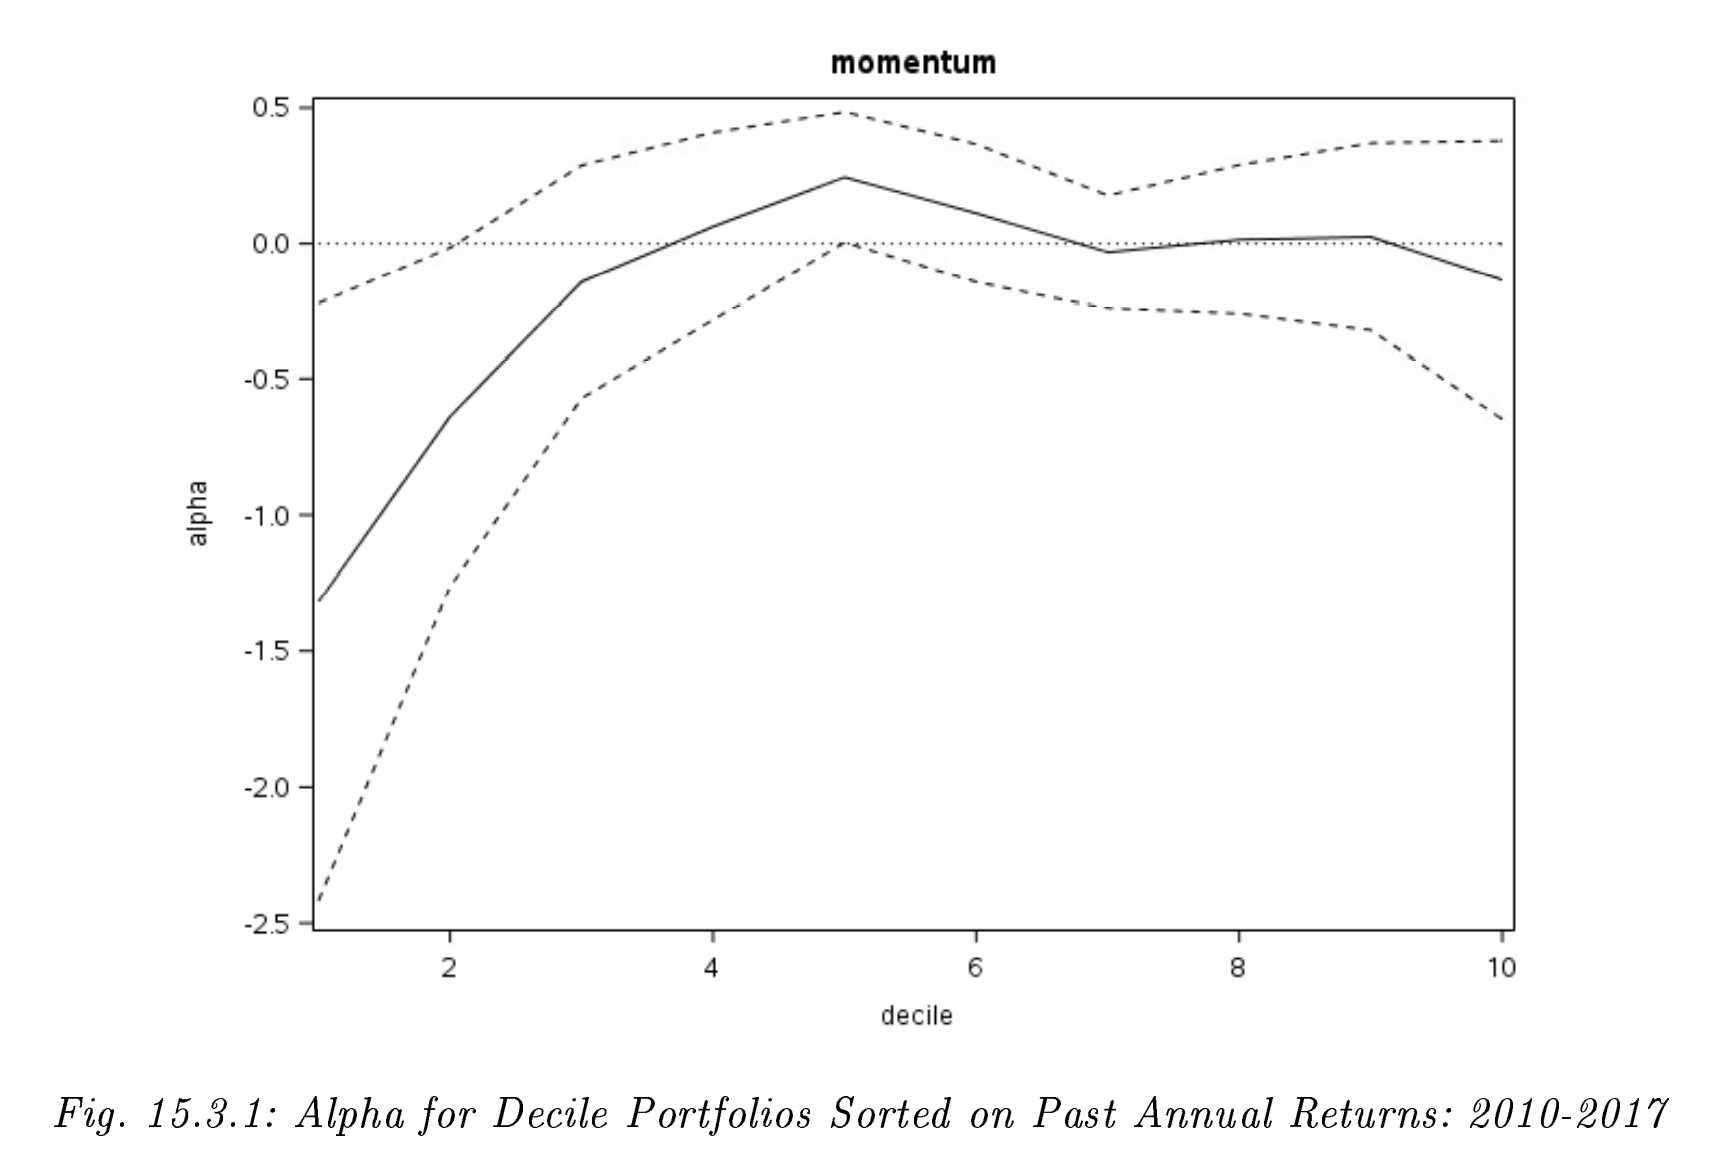 momentum
0.5
0.0
-0.5
-1.0
-1.5
-2.0
-2.5
alpha
2 4 6 8 10
decile
Fig. 15.3.1: Alpha for Decile Portfolios Sorted on Past Annual Returns: 2010-2017